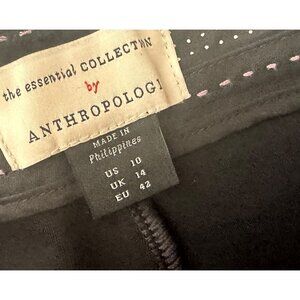 the essential COLLECTION
by
ANTHROPOLOGI
MADE IN
Philippines
US 10
UK 14
EU 42